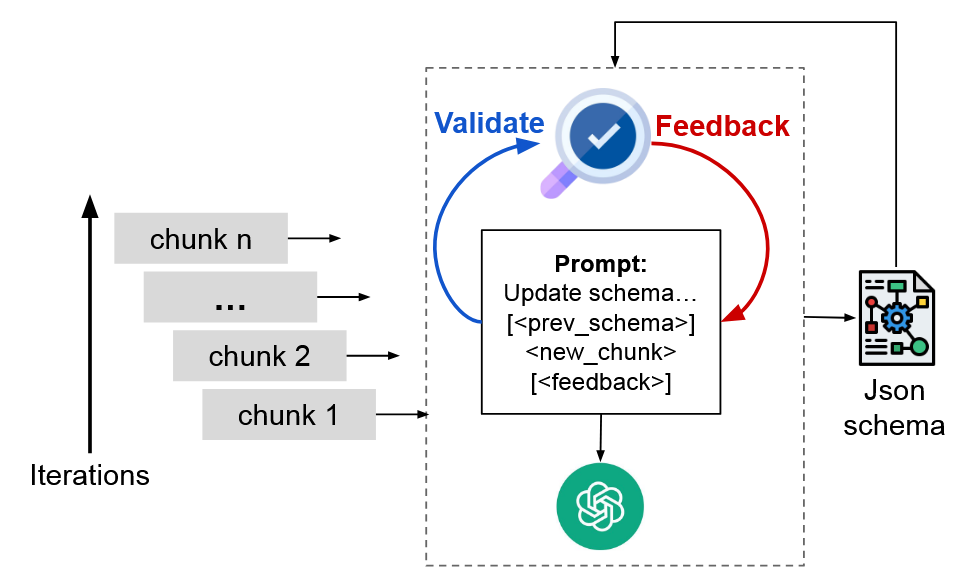 Validate
Feedback
chunk n
...
chunk 2
chunk 1
Iterations
Prompt:
Update schema...
[<prev_schema>]
<new_chunk>
[<feedback>]
Json
schema